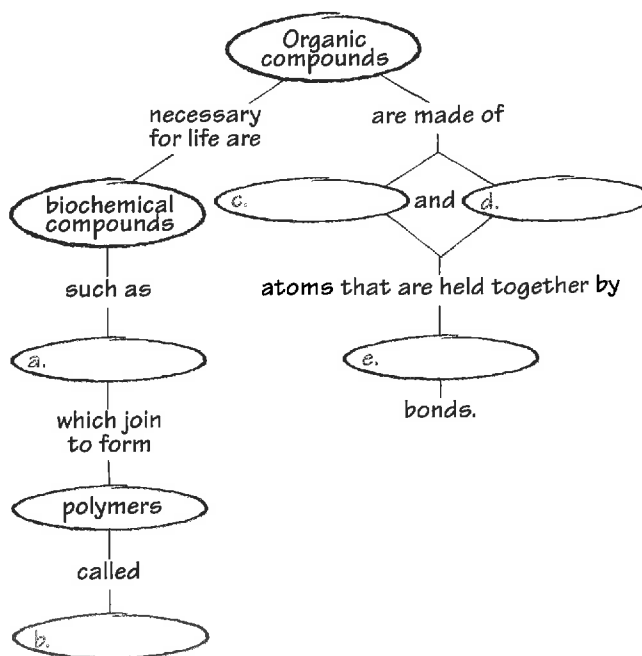 Organic
compounds
necessary
for life are
are made of
biochemical
compounds
c.
and
d.
such as
atoms that are held together by
a.
e.
which join
to form
bonds.
polymers
called
b.